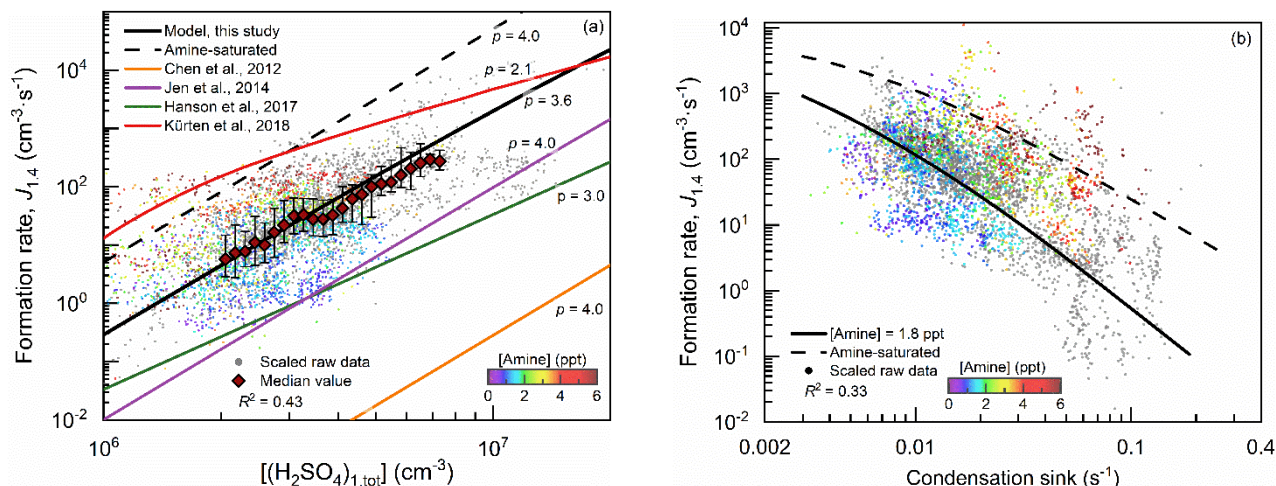 (a)
Model, this study
Amine-saturated
Chen et al., 2012
Jen et al., 2014
Hanson et al., 2017
Kürten et al., 2018
p = 4.0
p = 2.1
p = 3.6
p = 4.0
p = 3.0
p = 4.0
Scaled raw data
Median value
R² = 0.43
[Amine] (ppt)
0 2 4 6
10⁴
10²
10⁰
10⁻²
Formation rate, J₁.₄ (cm⁻³·s⁻¹)
10⁶ 10⁷
[(H₂SO₄)₁,tot] (cm⁻³)
(b)
10⁴
10³
10²
10¹
10⁰
10⁻¹
10⁻²
Formation rate, J₁.₄ (cm⁻³·s⁻¹)
[Amine] = 1.8 ppt
Amine-saturated
Scaled raw data
R² = 0.33
[Amine] (ppt)
0 2 4 6
0.002 0.01 0.1 0.4
Condensation sink (s⁻¹)